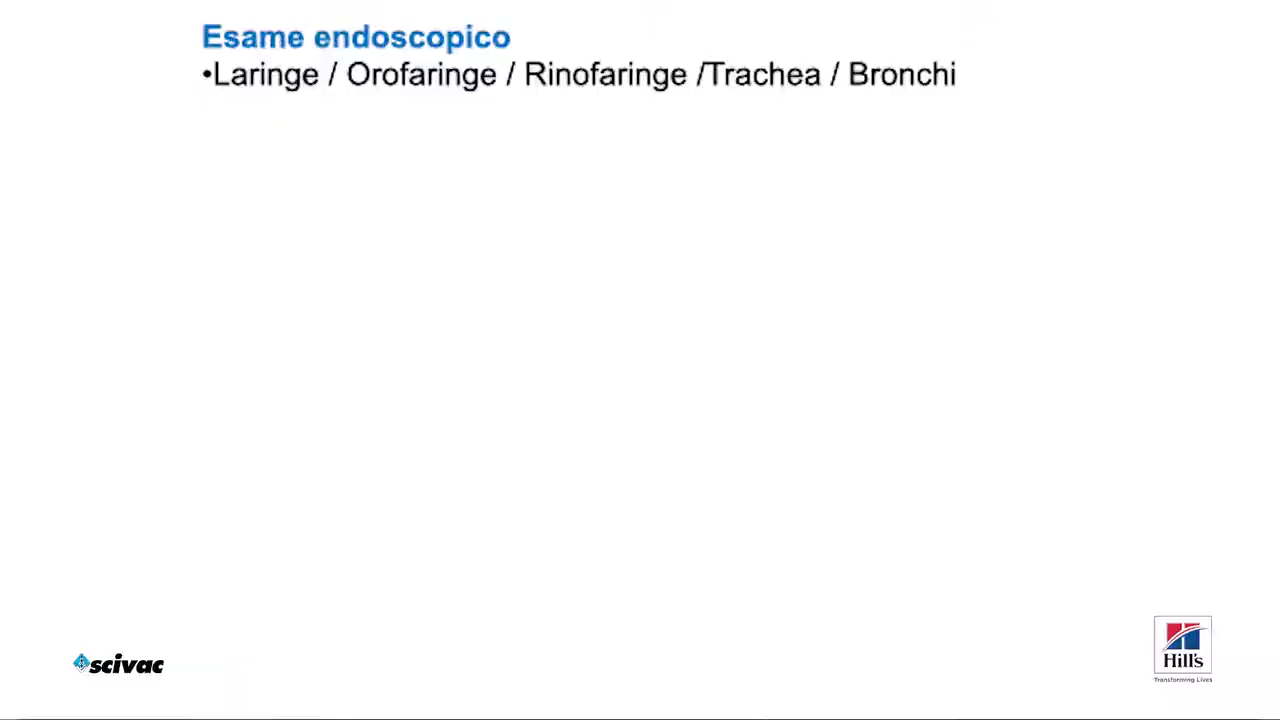 Esame endoscopico
•Laringe / Orofaringe / Rinofaringe /Trachea / Bronchi
scivac
Hill's
Transforming Lives